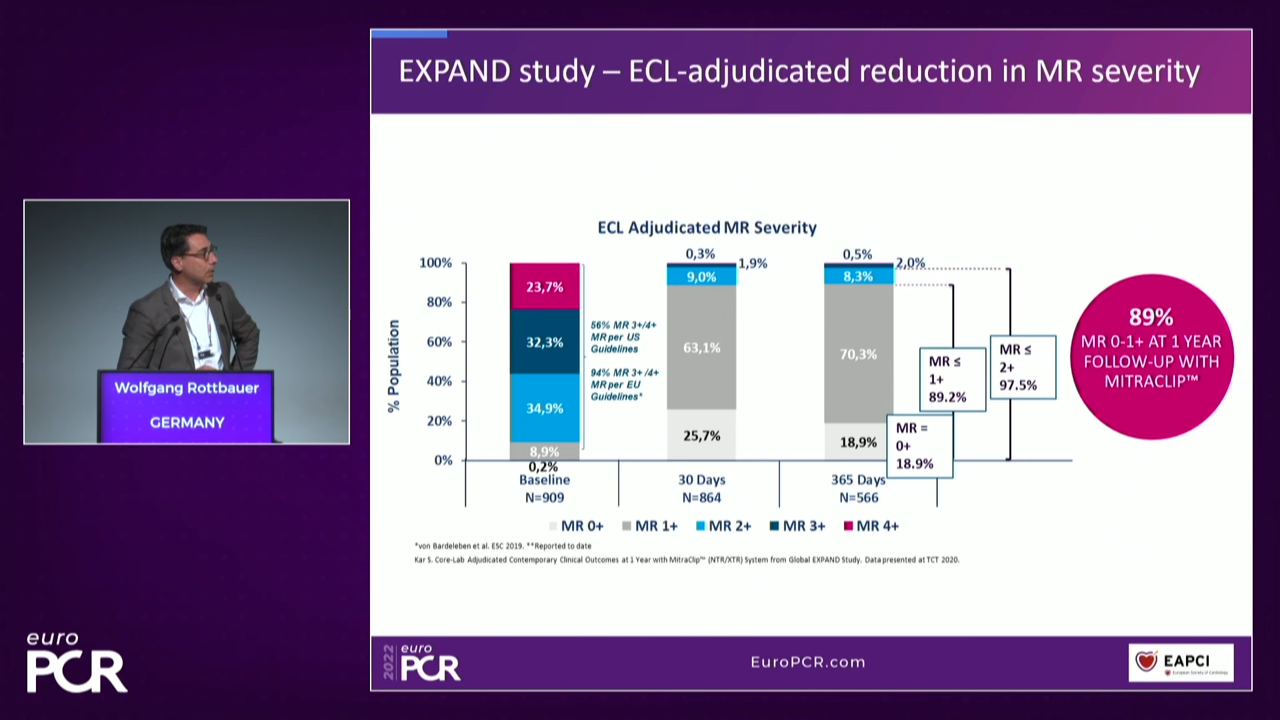 EXPAND study – ECL-adjudicated reduction in MR severity
ECL Adjudicated MR Severity
% Population
100%
80%
60%
40%
20%
0%
23,7%
32,3%
34,9%
8,9%
0,2%
56% MR 3+/4+
MR per US
Guidelines
94% MR 3+/4+
MR per EU
Guidelines*
0,3%
1,9%
9,0%
63,1%
25,7%
0,5%
2,0%
8,3%
70,3%
18,9%
MR ≤
1+
89.2%
MR ≤
2+
97.5%
MR =
0+
18.9%
Baseline
N=909
30 Days
N=864
365 Days
N=566
MR 0+ MR 1+ MR 2+ MR 3+ MR 4+
*von Bardeleben et al. ESC 2019. **Reported to date
Kar S. Core-Lab Adjudicated Contemporary Clinical Outcomes at 1 Year with MitraClip™ (NTR/XTR) System from Global EXPAND Study. Data presented at TCT 2020.
89%
MR 0-1+ AT 1 YEAR
FOLLOW-UP WITH
MITRACLIP™
Wolfgang Rottbauer
GERMANY
euro
PCR
2022
euro
PCR
EuroPCR.com
EAPCI
European Society of Cardiology